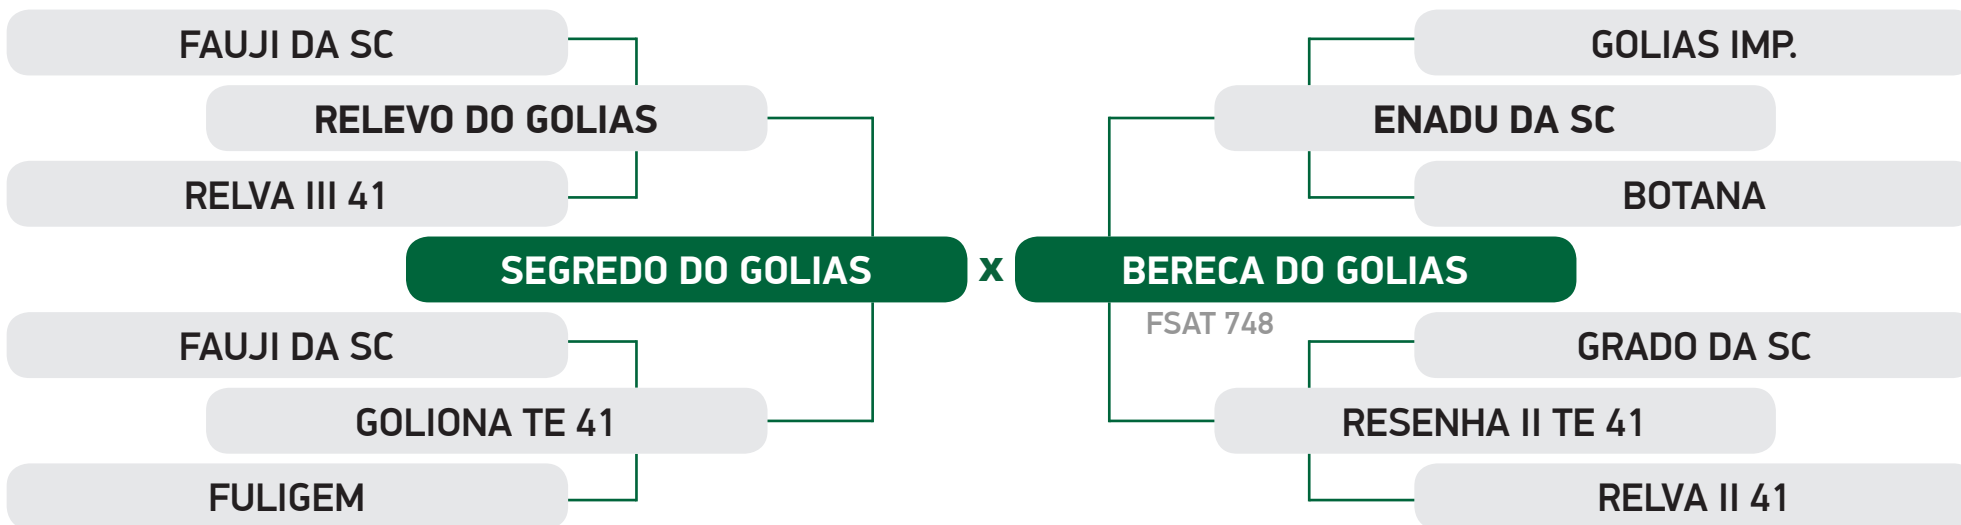 FAUJI DA SC
GOLIAS IMP.
RELEVO DO GOLIAS
ENADU DA SC
RELVA III 41
BOTANA
SEGREDO DO GOLIAS x BERECA DO GOLIAS
FSAT 748
FAUJI DA SC
GRADO DA SC
GOLIONA TE 41
RESENHA II TE 41
FULIGEM
RELVA II 41